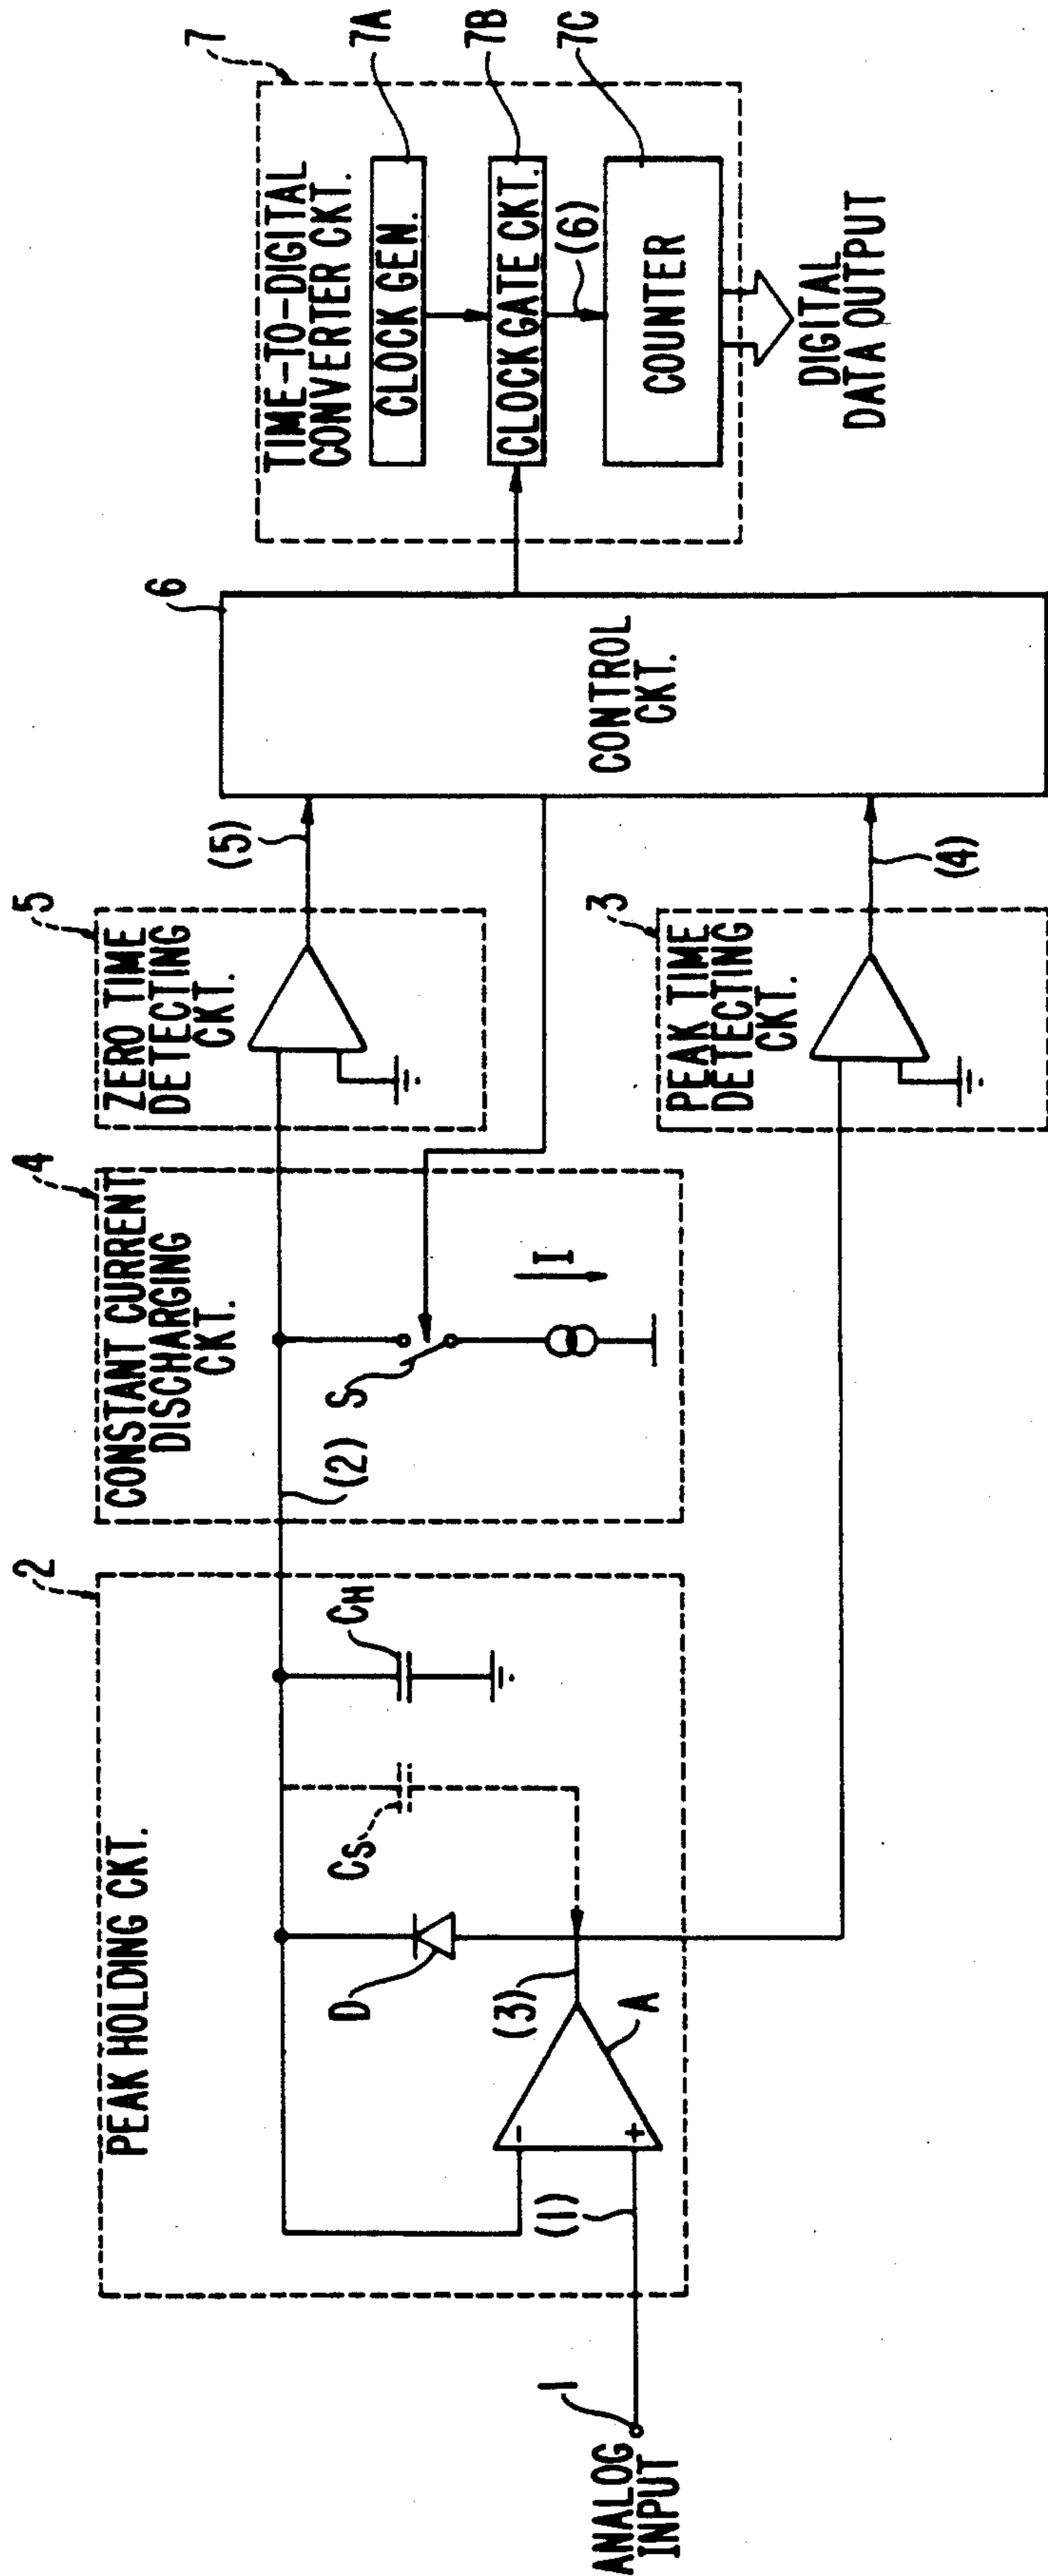 ANALOG
INPUT
1
(1)
2
PEAK HOLDING CKT.
-
+
A
(3)
D
CS
CH
4
CONSTANT CURRENT
DISCHARGING
CKT.
(2)
S
I
5
ZERO TIME
DETECTING
CKT.
(5)
3
PEAK TIME
DETECTING
CKT.
(4)
6
CONTROL
CKT.
7
TIME-TO-DIGITAL
CONVERTER CKT.
CLOCK GEN.
7A
CLOCK GATE CKT.
7B
(6)
COUNTER
7C
DIGITAL
DATA OUTPUT